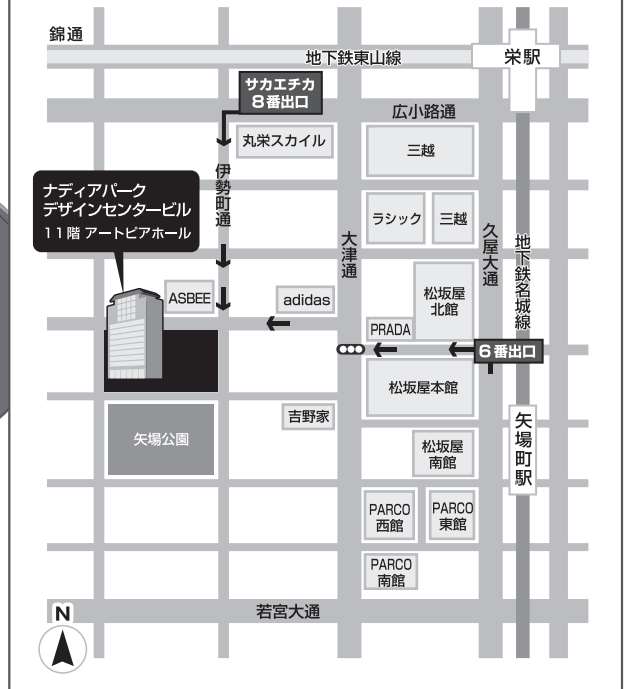 錦通
地下鉄東山線
栄駅
サカエチカ
8番出口
広小路通
丸栄スカイル
三越
伊勢町通
ナディアパーク
デザインセンタービル
11階 アートピアホール
ラシック
三越
大津通
久屋大通
地下鉄名城線
松坂屋
北館
ASBEE
adidas
PRADA
6番出口
松坂屋本館
吉野家
矢場公園
矢場町駅
松坂屋
南館
PARCO
西館
PARCO
東館
PARCO
南館
若宮大通
N